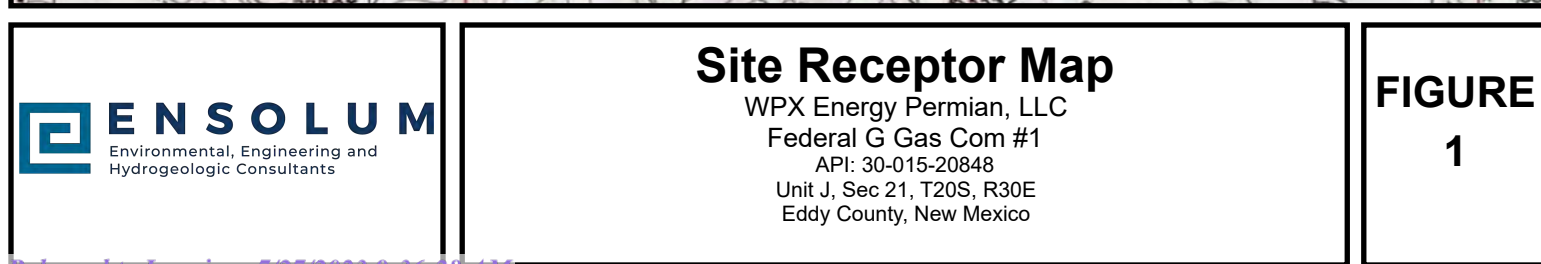 ENSOLUM
Environmental, Engineering and
Hydrogeologic Consultants
Site Receptor Map
WPX Energy Permian, LLC
Federal G Gas Com #1
API: 30-015-20848
Unit J, Sec 21, T20S, R30E
Eddy County, New Mexico
FIGURE
1